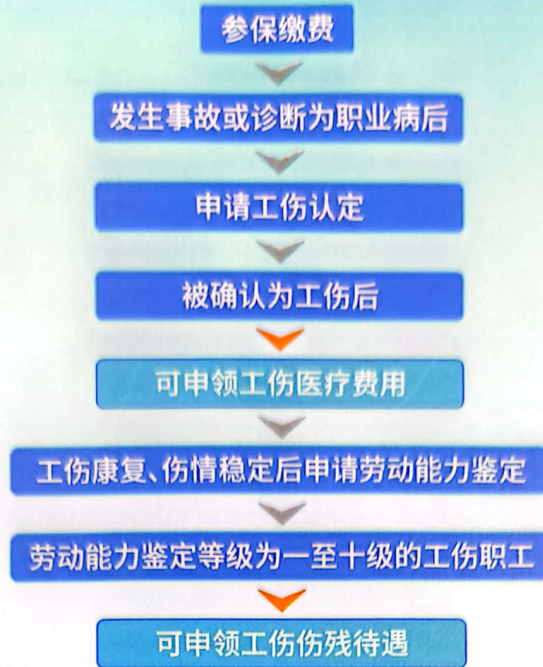 参保缴费
发生事故或诊断为职业病后
申请工伤认定
被确认为工伤后
可申领工伤医疗费用
工伤康复、伤情稳定后申请劳动能力鉴定
劳动能力鉴定等级为一至十级的工伤职工
可申领工伤伤残待遇